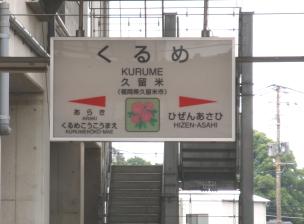 くるめ
KURUME
久留米
(福岡県久留米市)
あらき
ARAKI
くるめこうこうまえ
KURUMEKOKO-MAE
ひぜんあさひ
HIZEN-ASAHI